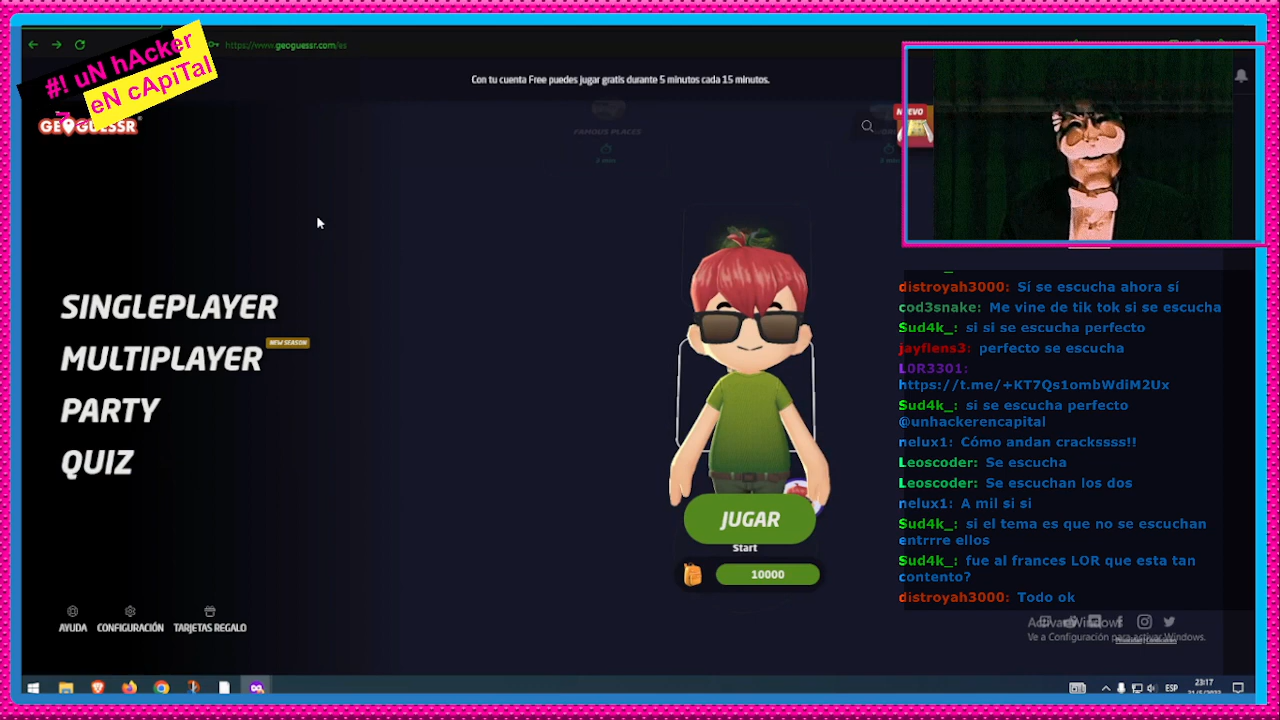 #! uN hAcker
eN cApiTal
https://www.geoguessr.com/es
Con tu cuenta Free puedes jugar gratis durante 5 minutos cada 15 minutos.
GEOGUESSR
FAMOUS PLACES
NUEVO
SINGLEPLAYER
MULTIPLAYER
NEW SEASON
PARTY
QUIZ
JUGAR
Start
10000
AYUDA
CONFIGURACIÓN
TARJETAS REGALO
distroyah3000: Sí se escucha ahora sí
cod3snake: Me vine de tik tok si se escucha
Sud4k_: si si se escucha perfecto
jayflens3: perfecto se escucha
L0R3301:
https://t.me/+KT7Qs1ombWdiM2Ux
Sud4k_: si se escucha perfecto
@unhackerencapital
nelux1: Cómo andan crackssss!!
Leoscoder: Se escucha
Leoscoder: Se escuchan los dos
nelux1: A mil si si
Sud4k_: si el tema es que no se escuchan
entrrre ellos
Sud4k_: fue al frances LOR que esta tan
contento?
distroyah3000: Todo ok
Activar Windows
Ve a Configuración para activar Windows.
ESP
23:17